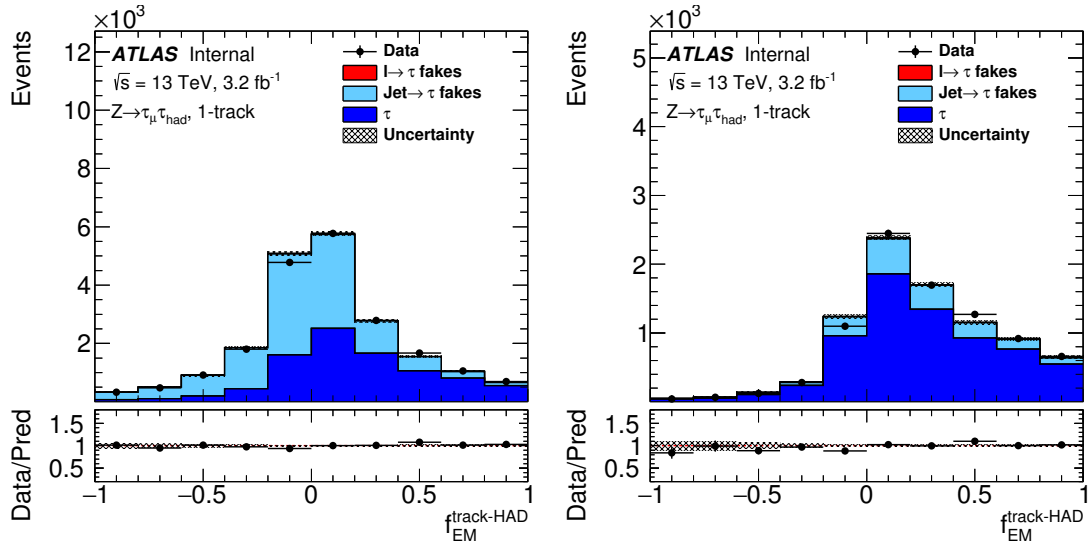 ×10³
Events
12
10
8
6
4
2
ATLAS Internal
√s = 13 TeV, 3.2 fb⁻¹
Z→τμτhad, 1-track
Data
l→ τ fakes
Jet→ τ fakes
τ
Uncertainty
Data/Pred
1.5
1
0.5
−1 −0.5 0 0.5 1
f_EM^track-HAD
×10³
Events
5
4
3
2
1
ATLAS Internal
√s = 13 TeV, 3.2 fb⁻¹
Z→τμτhad, 1-track
Data
l→ τ fakes
Jet→ τ fakes
τ
Uncertainty
Data/Pred
1.5
1
0.5
−1 −0.5 0 0.5 1
f_EM^track-HAD